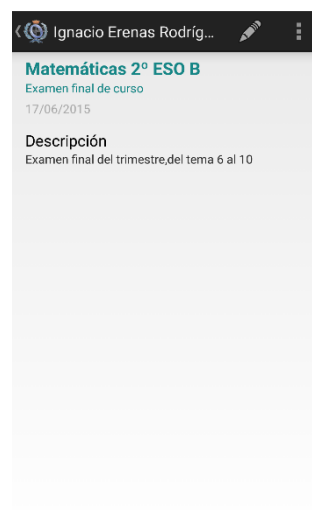 Ignacio Erenas Rodríg...
Matemáticas 2º ESO B
Examen final de curso
17/06/2015
Descripción
Examen final del trimestre,del tema 6 al 10